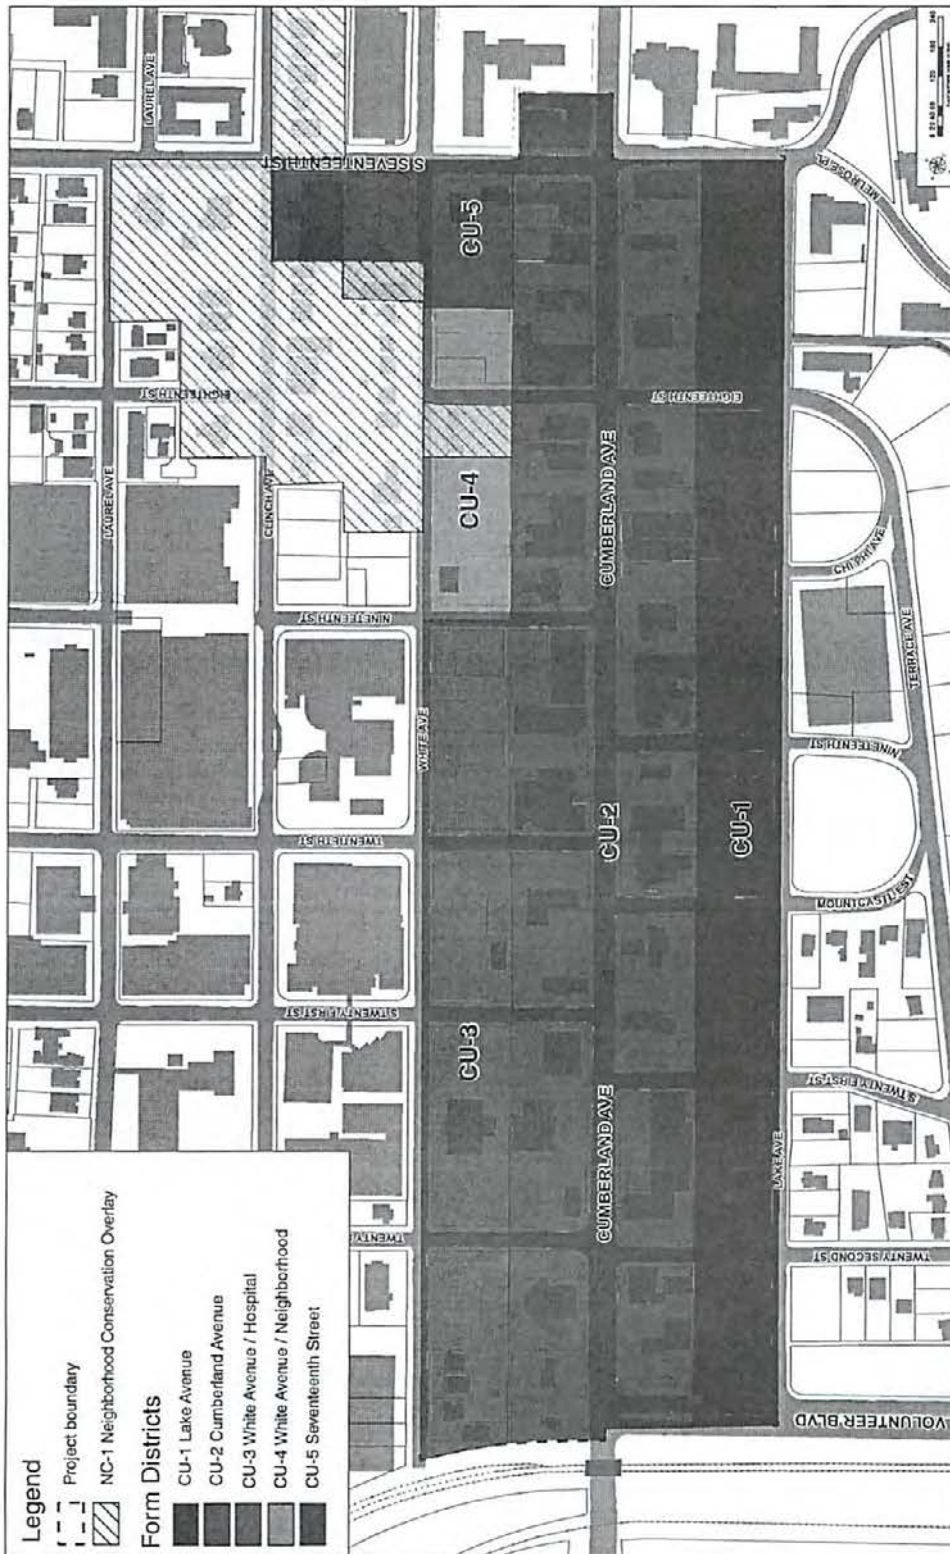 Legend
Project boundary
NC-1 Neighborhood Conservation Overlay
Form Districts
CU-1 Lake Avenue
CU-2 Cumberland Avenue
CU-3 White Avenue / Hospital
CU-4 White Avenue / Neighborhood
CU-5 Seventeenth Street
LAUREL AVE
LAUREL AVE
CLINCH AVE
WHITE AVE
CUMBERLAND AVE
CUMBERLAND AVE
LAKE AVE
TERRACE AVE
CHI PHI AVE
MELROSE PL
MOUNTCASTLE ST
VOLUNTEER BLVD
TWENTY SECOND ST
TWENTY
S TWENTY FIRST ST
S TWENTY FIRST ST
TWENTIETH ST
NINETEENTH ST
NINETEENTH ST
EIGHTEENTH ST
EIGHTEENTH ST
S SEVENTEENTH ST
CU-3
CU-4
CU-5
CU-2
CU-1
120
180
240